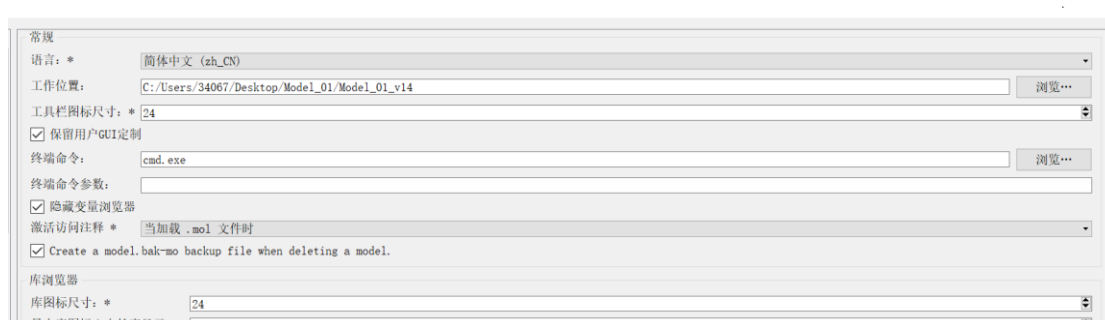 常规
语言: * 简体中文 (zh_CN)
工作位置: C:/Users/34067/Desktop/Model_01/Model_01_v14 浏览…
工具栏图标尺寸: * 24
保留用户GUI定制
终端命令: cmd.exe 浏览…
终端命令参数:
隐藏变量浏览器
激活访问注释 * 当加载 .mol 文件时
Create a model.bak-mo backup file when deleting a model.
库浏览器
库图标尺寸: * 24